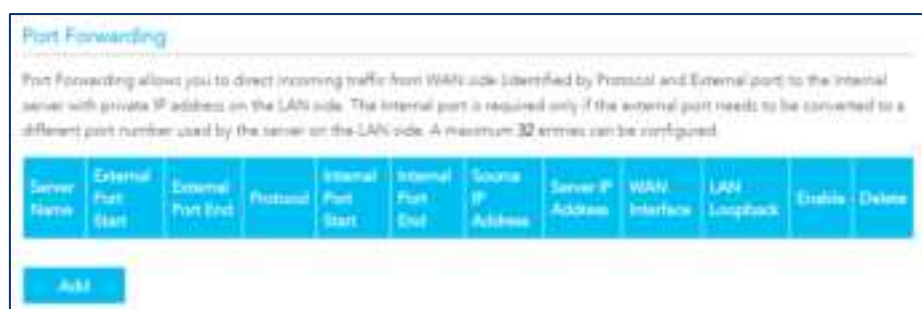 Port Forwarding
Port Forwarding allows you to direct incoming traffic from WAN side (identified by Protocol and External port) to the internal
server with private IP address on the LAN side. The internal port is required only if the external port needs to be converted to a
different port number used by the server on the LAN side. A maximum 32 entries can be configured.
Server Name
External Port Start
External Port End
Protocol
Internal Port Start
Internal Port End
Source IP Address
Server IP Address
WAN Interface
LAN Loopback
Enable
Delete
Add